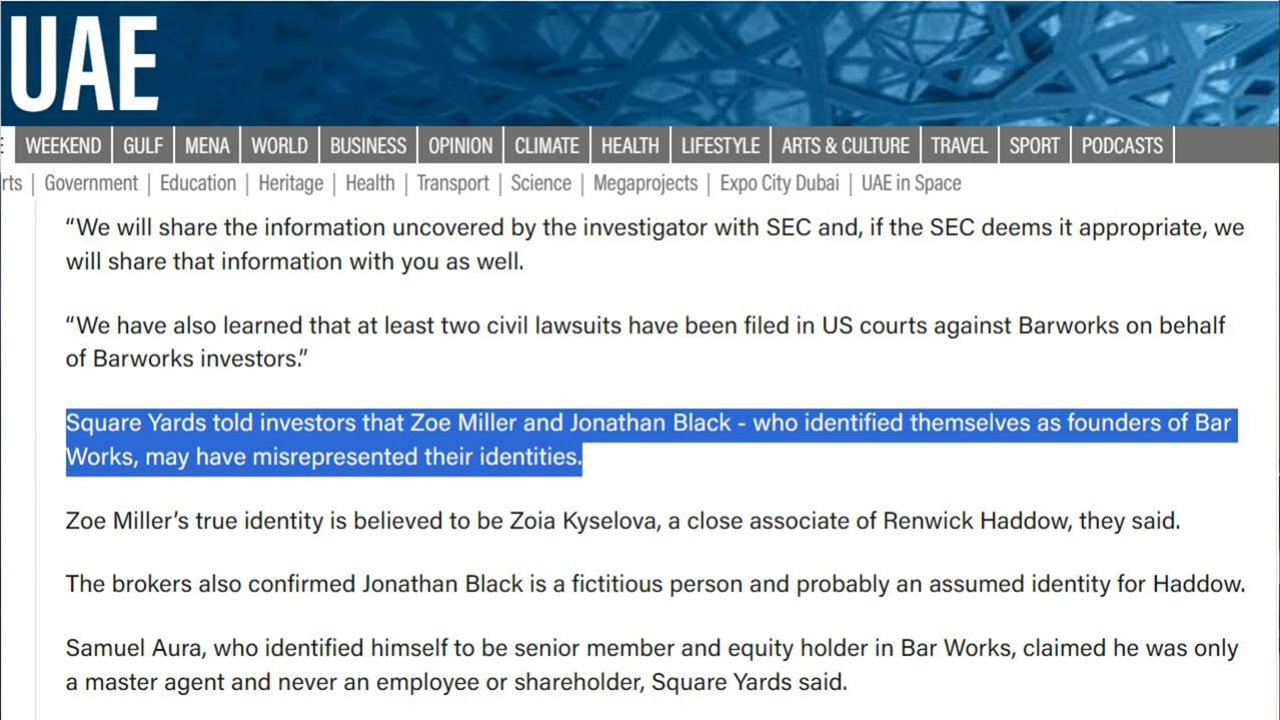 UAE
WEEKEND GULF MENA WORLD BUSINESS OPINION CLIMATE HEALTH LIFESTYLE ARTS & CULTURE TRAVEL SPORT PODCASTS
rts | Government | Education | Heritage | Health | Transport | Science | Megaprojects | Expo City Dubai | UAE in Space
“We will share the information uncovered by the investigator with SEC and, if the SEC deems it appropriate, we
will share that information with you as well.
“We have also learned that at least two civil lawsuits have been filed in US courts against Barworks on behalf
of Barworks investors.”
Square Yards told investors that Zoe Miller and Jonathan Black - who identified themselves as founders of Bar
Works, may have misrepresented their identities.
Zoe Miller’s true identity is believed to be Zoia Kyselova, a close associate of Renwick Haddow, they said.
The brokers also confirmed Jonathan Black is a fictitious person and probably an assumed identity for Haddow.
Samuel Aura, who identified himself to be senior member and equity holder in Bar Works, claimed he was only
a master agent and never an employee or shareholder, Square Yards said.